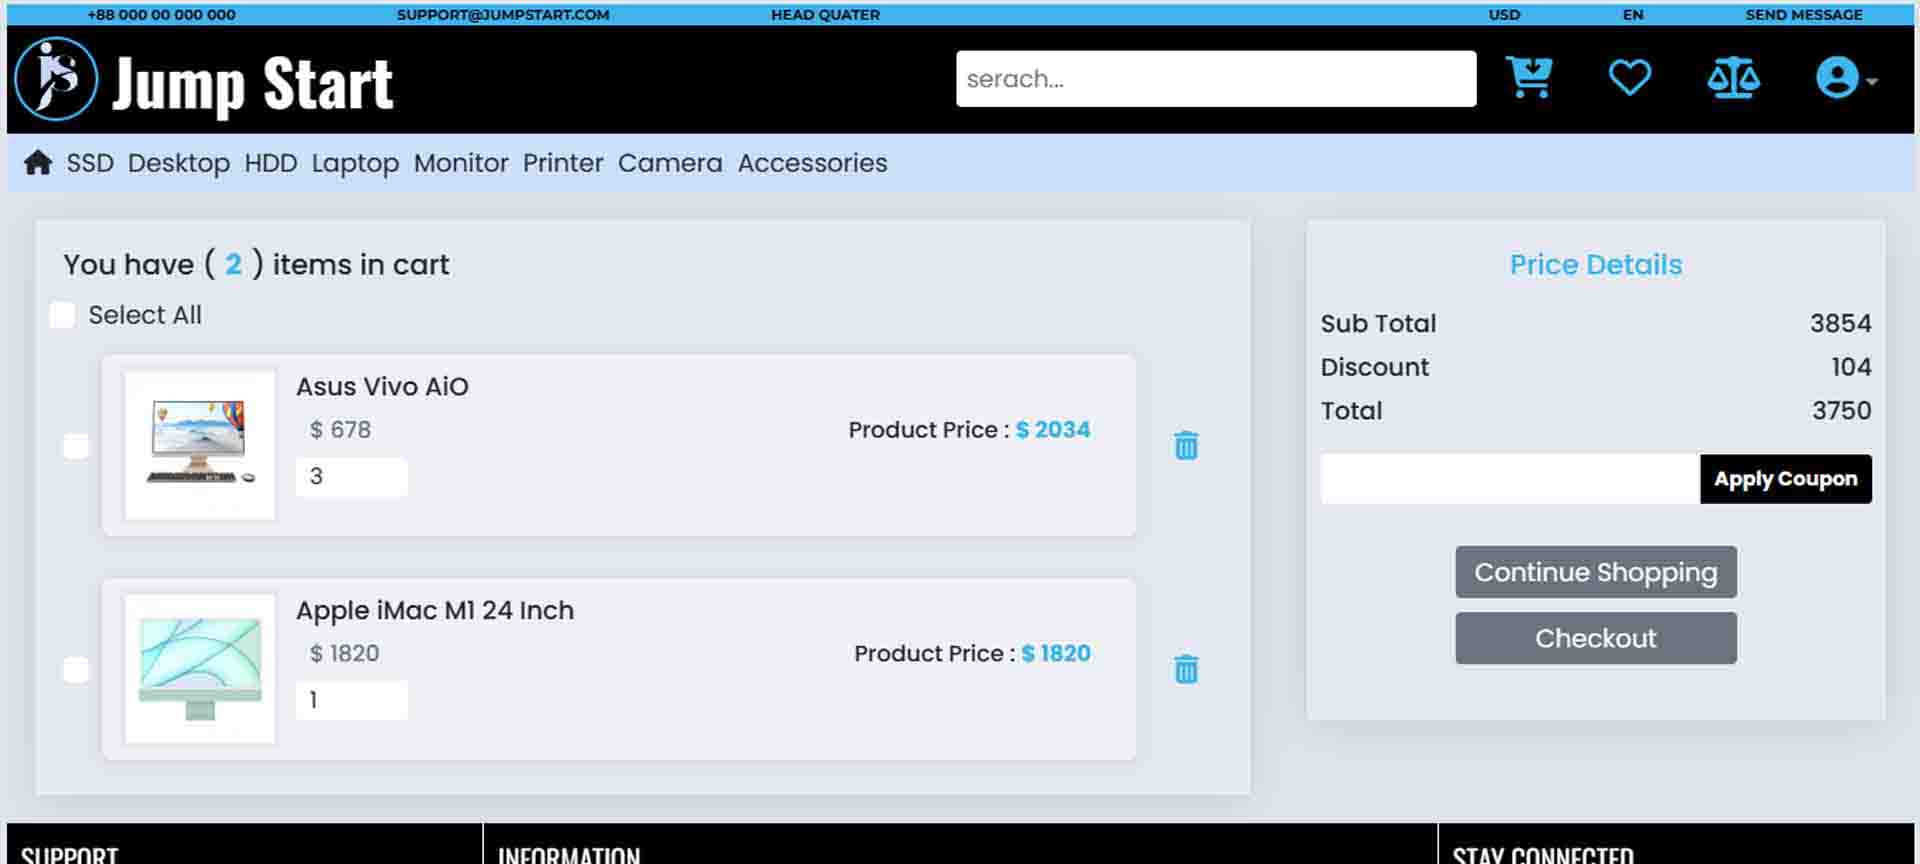 +88 000 00 000 000 SUPPORT@JUMPSTART.COM HEAD QUATER USD EN SEND MESSAGE
js Jump Start serach...
SSD Desktop HDD Laptop Monitor Printer Camera Accessories
You have ( 2 ) items in cart
Select All
Asus Vivo AiO
$ 678
Product Price : $ 2034
3
Apple iMac M1 24 Inch
$ 1820
Product Price : $ 1820
1
Price Details
Sub Total 3854
Discount 104
Total 3750
Apply Coupon
Continue Shopping
Checkout
SUPPORT INFORMATION STAY CONNECTED